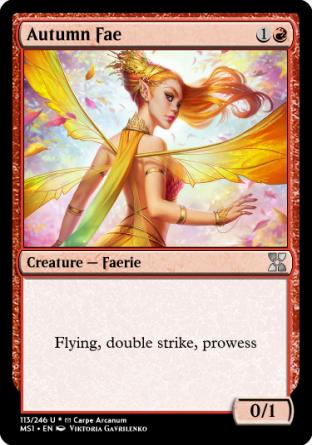 Autumn Fae 1
Creature — Faerie
Flying, double strike, prowess
0/1
113/246 U * Carpe Arcanum
MS1 • EN Viktoria Gavrilenko